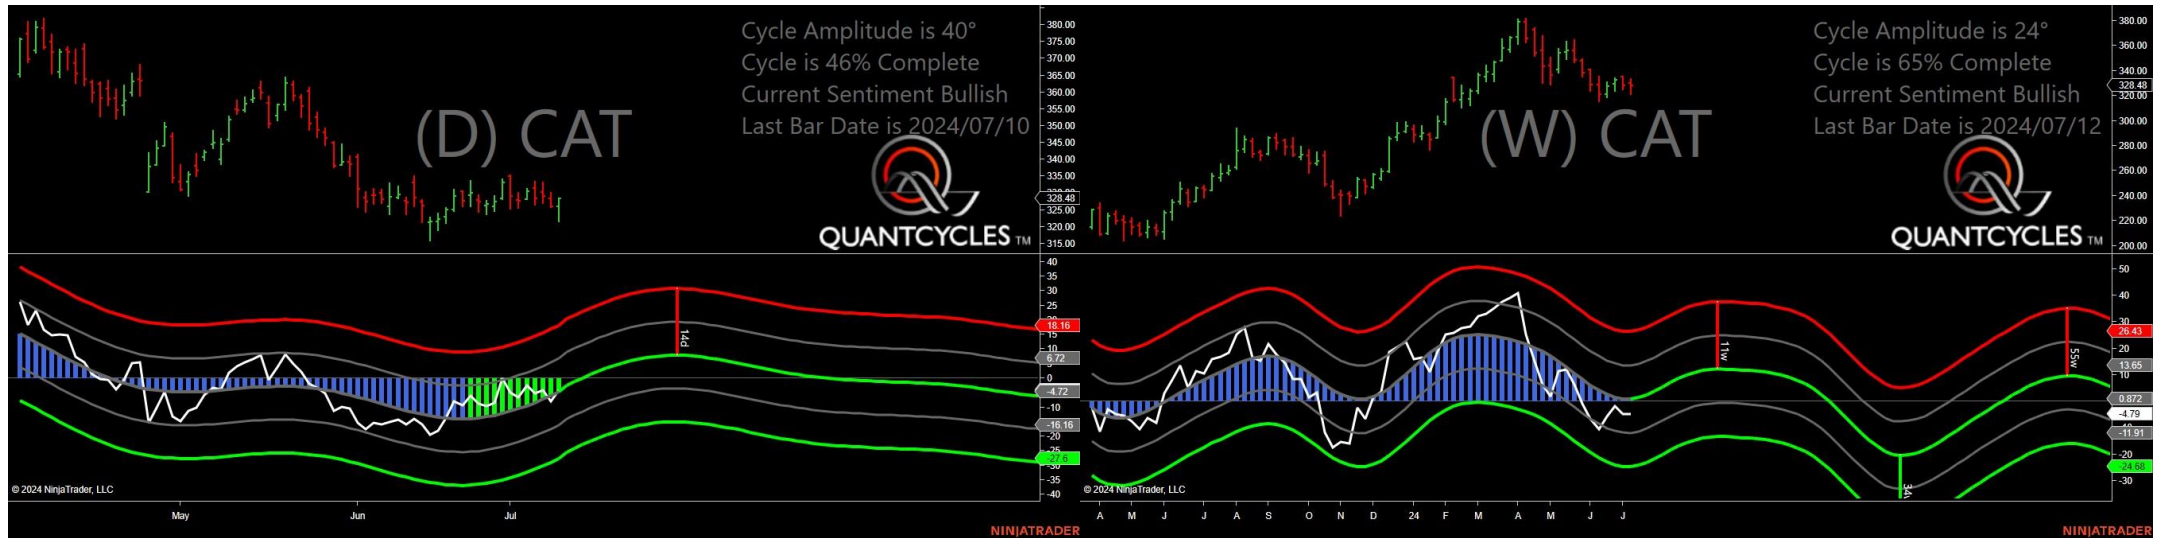 Cycle Amplitude is 40°
Cycle is 46% Complete
Current Sentiment Bullish
Last Bar Date is 2024/07/10
(D) CAT
QUANTCYCLES TM
380.00
375.00
370.00
365.00
360.00
355.00
350.00
345.00
340.00
335.00
328.48
325.00
320.00
315.00
40
35
30
25
20
18.16
15
10
6.72
0
-4.72
-10
-16.16
-20
-27.6
-30
-35
-40
14d
© 2024 NinjaTrader, LLC
May
Jun
Jul
NINJATRADER
Cycle Amplitude is 24°
Cycle is 65% Complete
Current Sentiment Bullish
Last Bar Date is 2024/07/12
(W) CAT
QUANTCYCLES TM
380.00
360.00
340.00
328.48
320.00
300.00
280.00
260.00
240.00
220.00
200.00
50
40
30
26.43
20
13.65
10
0.872
-4.79
-11.91
-20
-24.68
-30
11w
55w
© 2024 NinjaTrader, LLC
A M J J A S O N D 24 F M A M J J
NINJATRADER